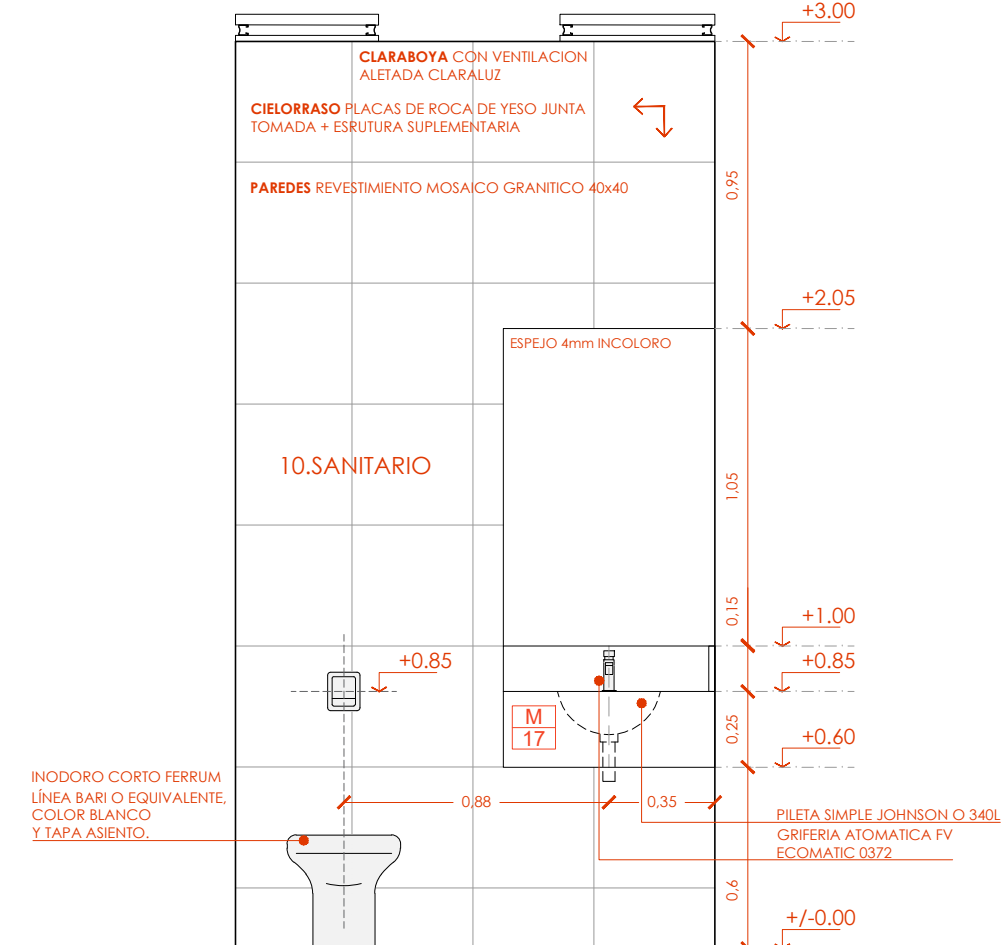 +3.00
CLARABOYA CON VENTILACION
ALETADA CLARALUZ
CIELORRASO PLACAS DE ROCA DE YESO JUNTA
TOMADA + ESRUTURA SUPLEMENTARIA
PAREDES REVESTIMIENTO MOSAICO GRANITICO 40x40
0,95
+2.05
ESPEJO 4mm INCOLORO
10.SANITARIO
1,05
0,15
+1.00
+0.85
+0.85
M
17
0,25
+0.60
INODORO CORTO FERRUM
LÍNEA BARI O EQUIVALENTE,
COLOR BLANCO
Y TAPA ASIENTO.
0,88
0,35
PILETA SIMPLE JOHNSON O 340L
GRIFERIA ATOMATICA FV
ECOMATIC 0372
0,6
+/-0.00